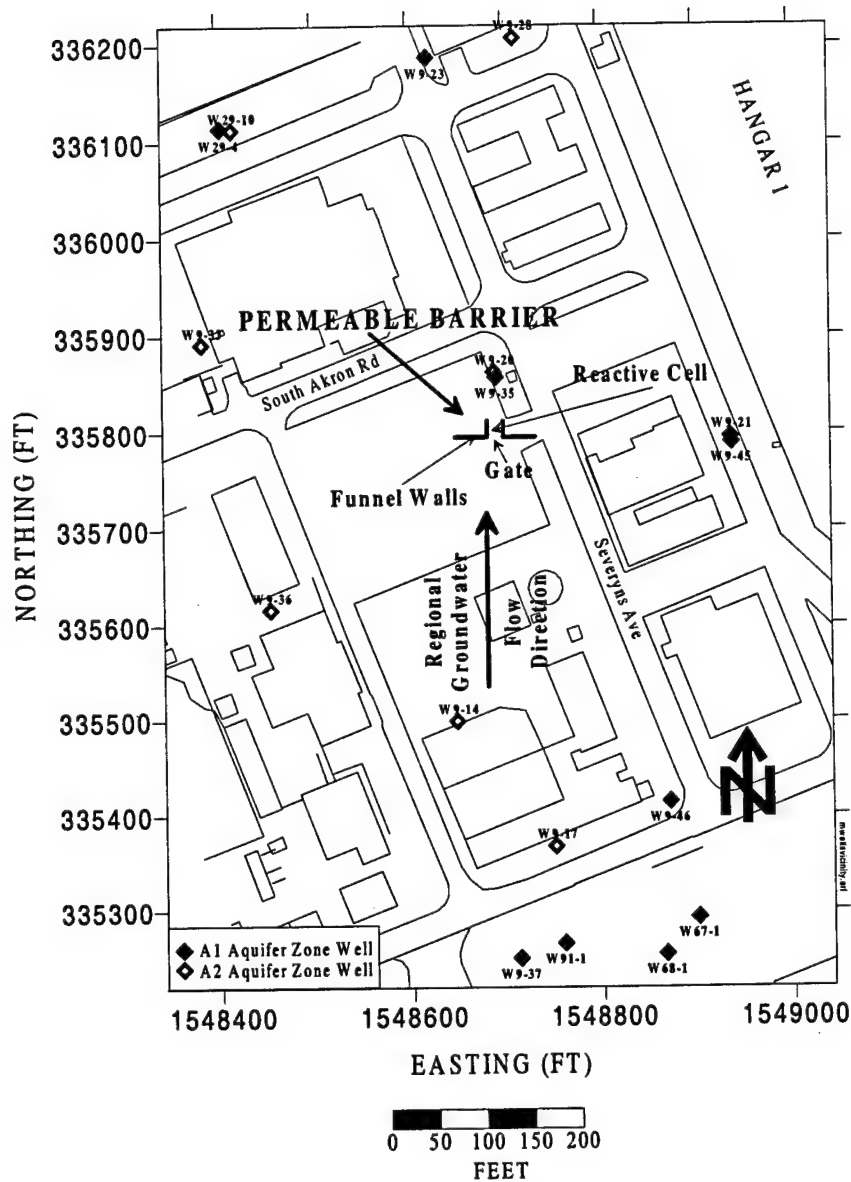 336200
336100
336000
335900
335800
335700
335600
335500
335400
335300
NORTHING (FT)
W9-28
W9-23
W29-10
W29-4
HANGAR 1
PERMEABLE BARRIER
South Akron Rd
W9-20
W9-35
Reactive Cell
W9-21
W9-45
Gate
Funnel Walls
Severyns Ave
W9-36
Regional
Groundwater
Flow
Direction
W9-14
N
W9-46
W9-17
W67-1
W91-1
W68-1
W9-37
A1 Aquifer Zone Well
A2 Aquifer Zone Well
1548400
1548600
1548800
1549000
EASTING (FT)
0 50 100 150 200
FEET